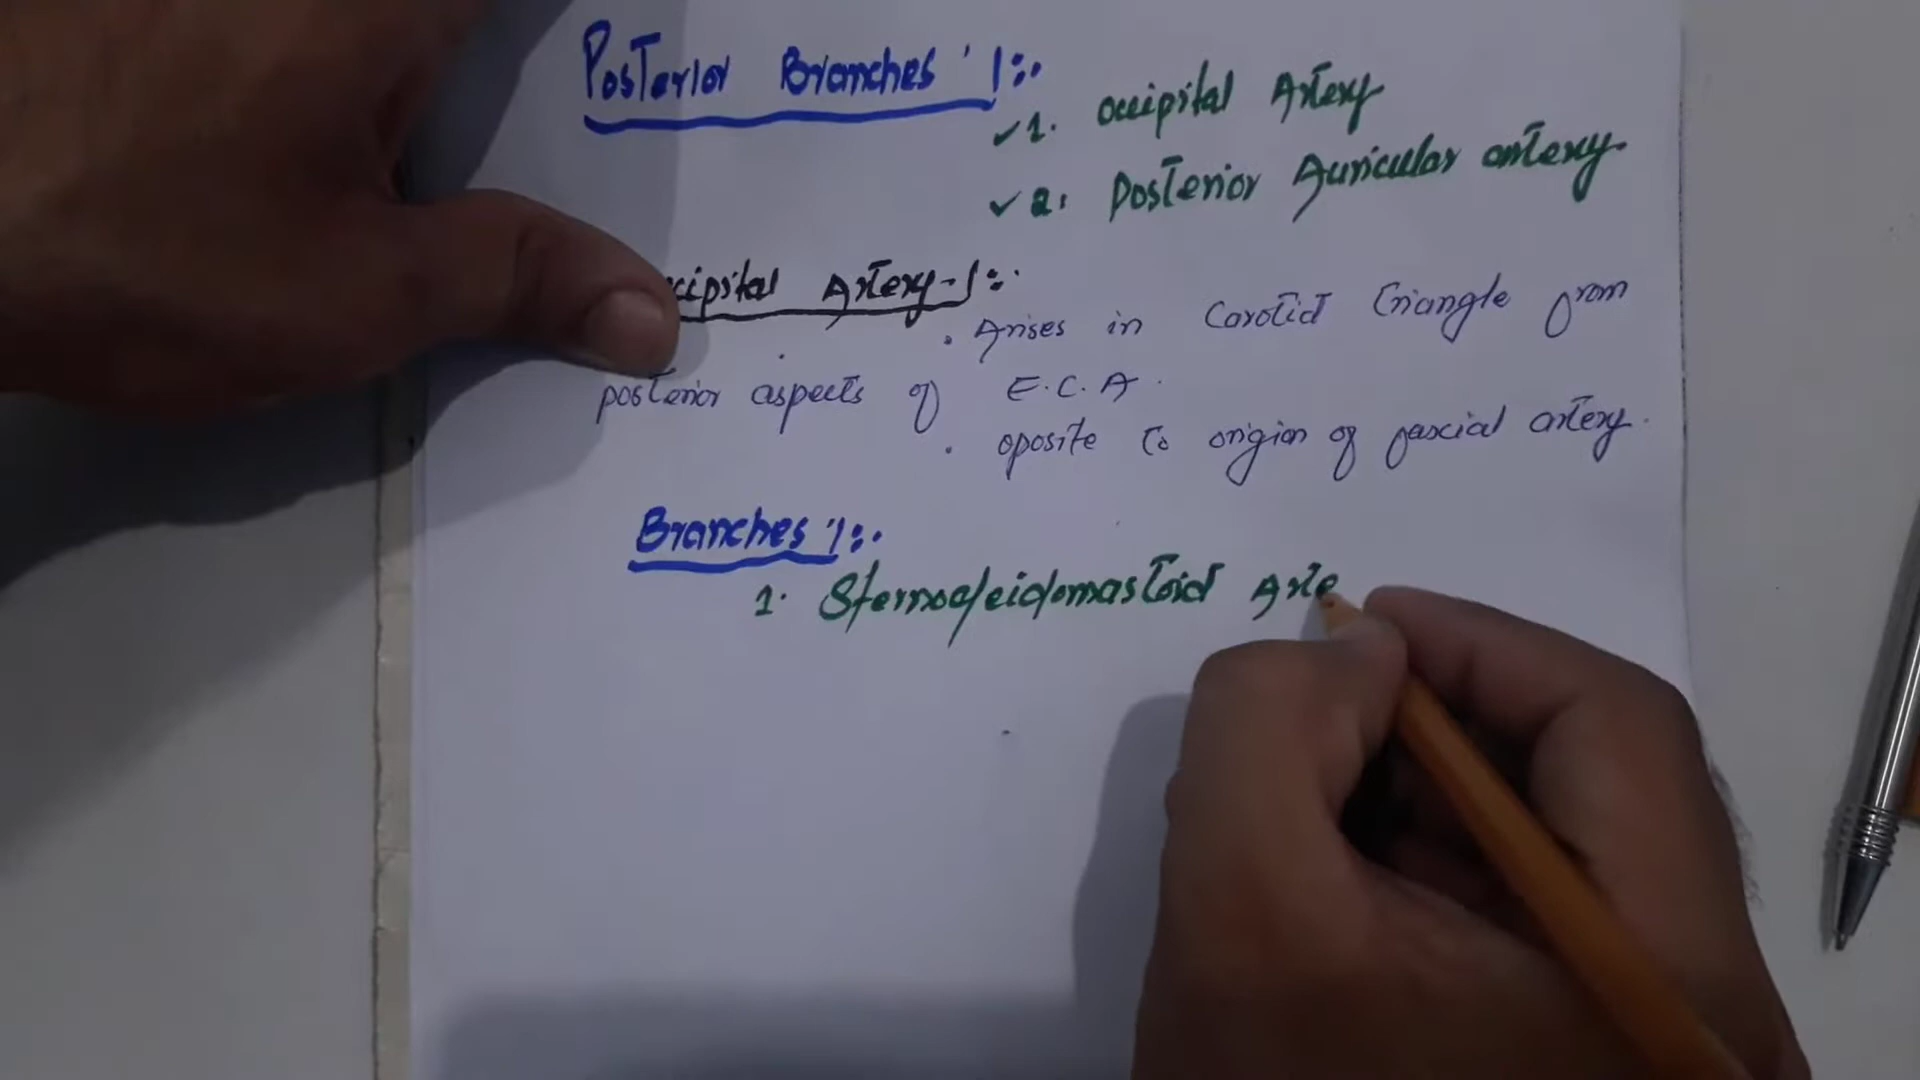 Posterior Branches :-
✓ 1. occipital Artery
✓ 2. Posterior Auricular artery.
Artery :-
• Arises in Carotid Triangle from
posterior aspects of E.C.A.
• oposite to origion of fascial artery.
Branches :-
1. Sternocleidomastoid Arte